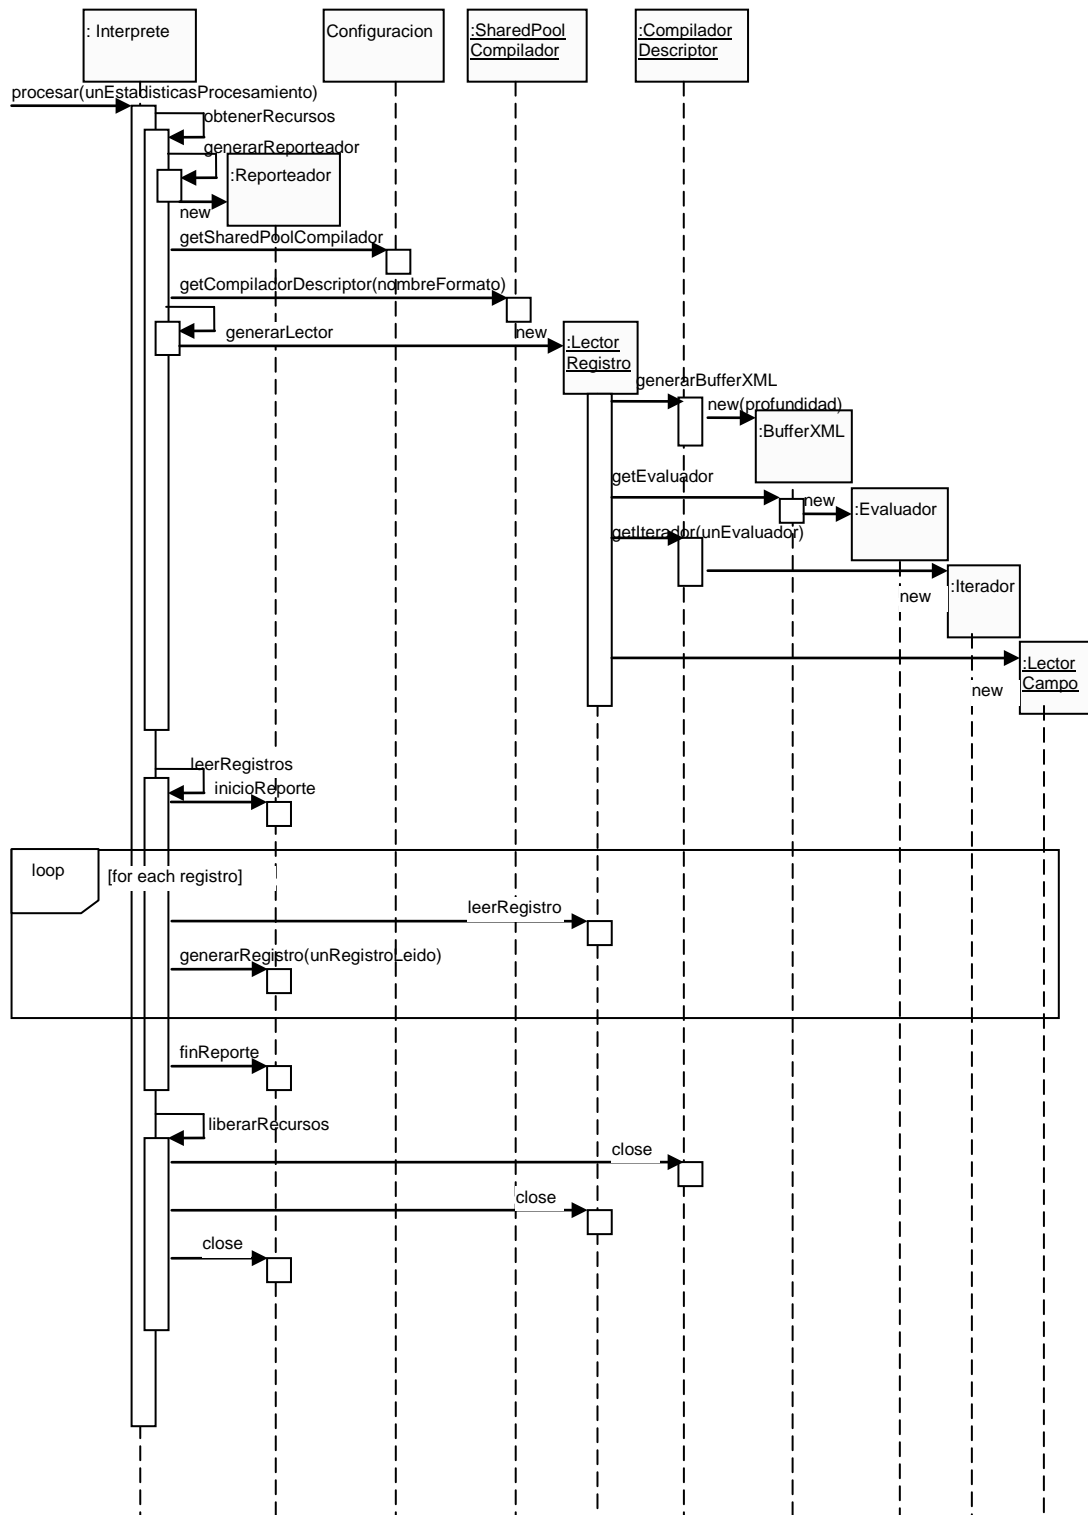 : Interprete
Configuracion
:SharedPool
Compilador
:Compilador
Descriptor
procesar(unEstadisticasProcesamiento)
obtenerRecursos
generarReporteador
:Reporteador
new
getSharedPoolCompilador
getCompiladorDescriptor(nombreFormato)
generarLector
new
:Lector
Registro
generarBufferXML
new(profundidad)
:BufferXML
getEvaluador
new
:Evaluador
getIterador(unEvaluador)
new
:Iterador
:Lector
Campo
new
leerRegistros
inicioReporte
loop
[for each registro]
leerRegistro
generarRegistro(unRegistroLeido)
finReporte
liberarRecursos
close
close
close